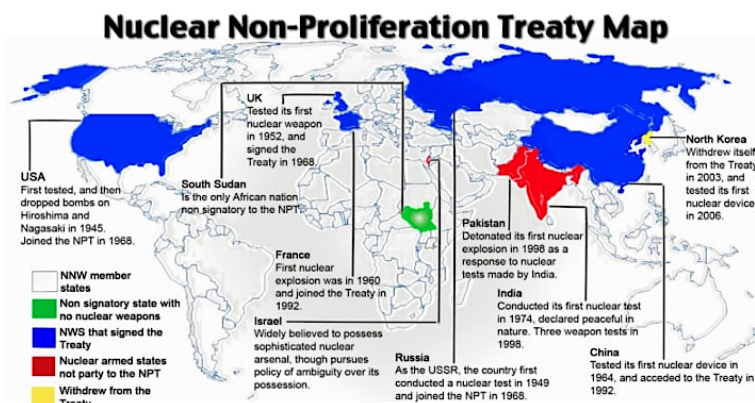 Nuclear Non-Proliferation Treaty Map
USA
First tested, and then
dropped bombs on
Hiroshima and
Nagasaki in 1945.
Joined the NPT in 1968.
UK
Tested its first
nuclear weapon
in 1952, and
signed the
Treaty in 1968.
South Sudan
Is the only African nation
non signatory to the NPT.
North Korea
Withdrew itself
from the Treaty
in 2003, and
tested its first
nuclear device
in 2006.
France
First nuclear
explosion was in 1960
and joined the Treaty in
1992.
Pakistan
Detonated its first nuclear
explosion in 1998 as a
response to nuclear
tests made by India.
India
Conducted its first nuclear test
in 1974, declared peaceful in
nature. Three weapon tests in
1998.
Israel
Widely believed to possess
sophisticated nuclear
arsenal, though pursues
policy of ambiguity over its
possession.
Russia
As the USSR, the country first
conducted a nuclear test in 1949
and joined the NPT in 1968.
China
Tested its first nuclear device in
1964, and acceded to the Treaty in
1992.
NNW member
states
Non signatory state with
no nuclear weapons
NWS that signed the
Treaty
Nuclear armed states
not party to the NPT
Withdrew from the
Treaty